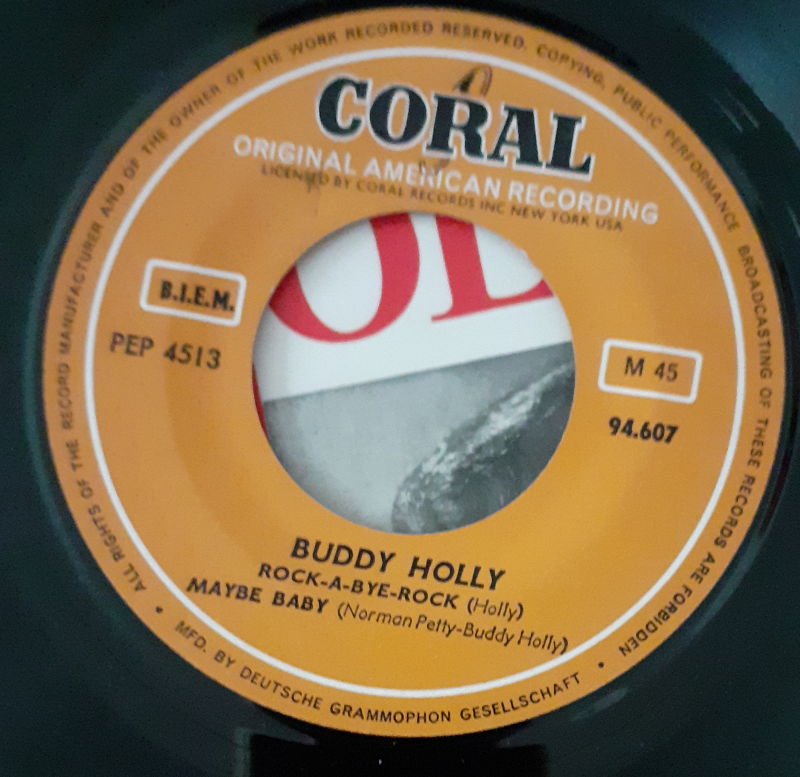 ALL RIGHTS OF THE RECORD MANUFACTURER AND OF THE OWNER OF THE WORK RECORDED RESERVED. COPYING, PUBLIC PERFORMANCE BROADCASTING OF THESE RECORDS ARE FORBIDDEN
CORAL
ORIGINAL AMERICAN RECORDING
LICENSED BY CORAL RECORDS INC NEW YORK USA
OL
B.I.E.M.
PEP 4513
M 45
94.607
BUDDY HOLLY
ROCK-A-BYE-ROCK (Holly)
MAYBE BABY (Norman Petty-Buddy Holly)
• MFD. BY DEUTSCHE GRAMMOPHON GESELLSCHAFT •